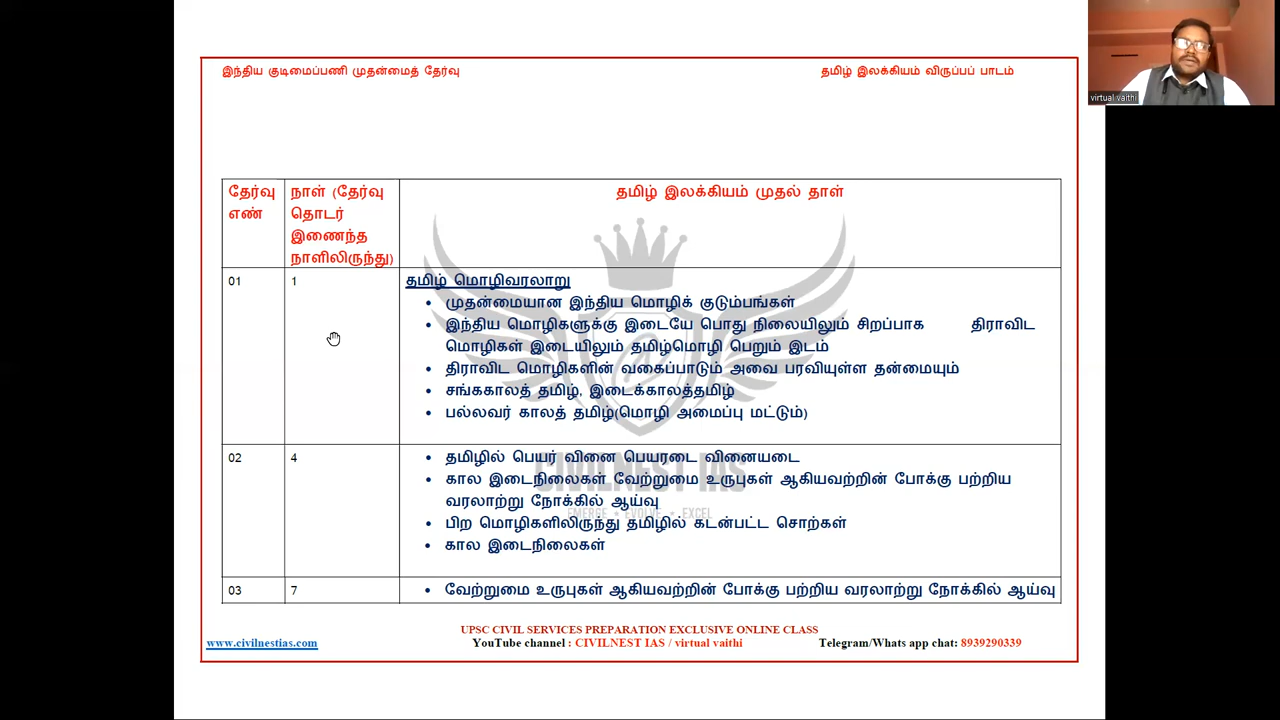 இந்திய குடிமைப்பணி முதன்மைத் தேர்வு
தமிழ் இலக்கியம் விருப்பப் பாடம்
virtual vaithi
தேர்வு எண்
நாள் (தேர்வு தொடர் இணைந்த நாளிலிருந்து)
தமிழ் இலக்கியம் முதல் தாள்
01
1
தமிழ் மொழிவரலாறு
• முதன்மையான இந்திய மொழிக் குடும்பங்கள்
• இந்திய மொழிகளுக்கு இடையே பொது நிலையிலும் சிறப்பாக திராவிட
மொழிகள் இடையிலும் தமிழ்மொழி பெறும் இடம்
• திராவிட மொழிகளின் வகைப்பாடும் அவை பரவியுள்ள தன்மையும்
• சங்ககாலத் தமிழ், இடைக்காலத்தமிழ்
• பல்லவர் காலத் தமிழ்(மொழி அமைப்பு மட்டும்)
02
4
• தமிழில் பெயர் வினை பெயரடை வினையடை
• கால இடைநிலைகள் வேற்றுமை உருபுகள் ஆகியவற்றின் போக்கு பற்றிய
வரலாற்று நோக்கில் ஆய்வு
• பிற மொழிகளிலிருந்து தமிழில் கடன்பட்ட சொற்கள்
• கால இடைநிலைகள்
03
7
• வேற்றுமை உருபுகள் ஆகியவற்றின் போக்கு பற்றிய வரலாற்று நோக்கில் ஆய்வு
CIVILNEST IAS
EMERGE • EVOLVE • EXCEL
UPSC CIVIL SERVICES PREPARATION EXCLUSIVE ONLINE CLASS
www.civilnestias.com
YouTube channel : CIVILNEST IAS / virtual vaithi
Telegram/Whats app chat: 8939290339